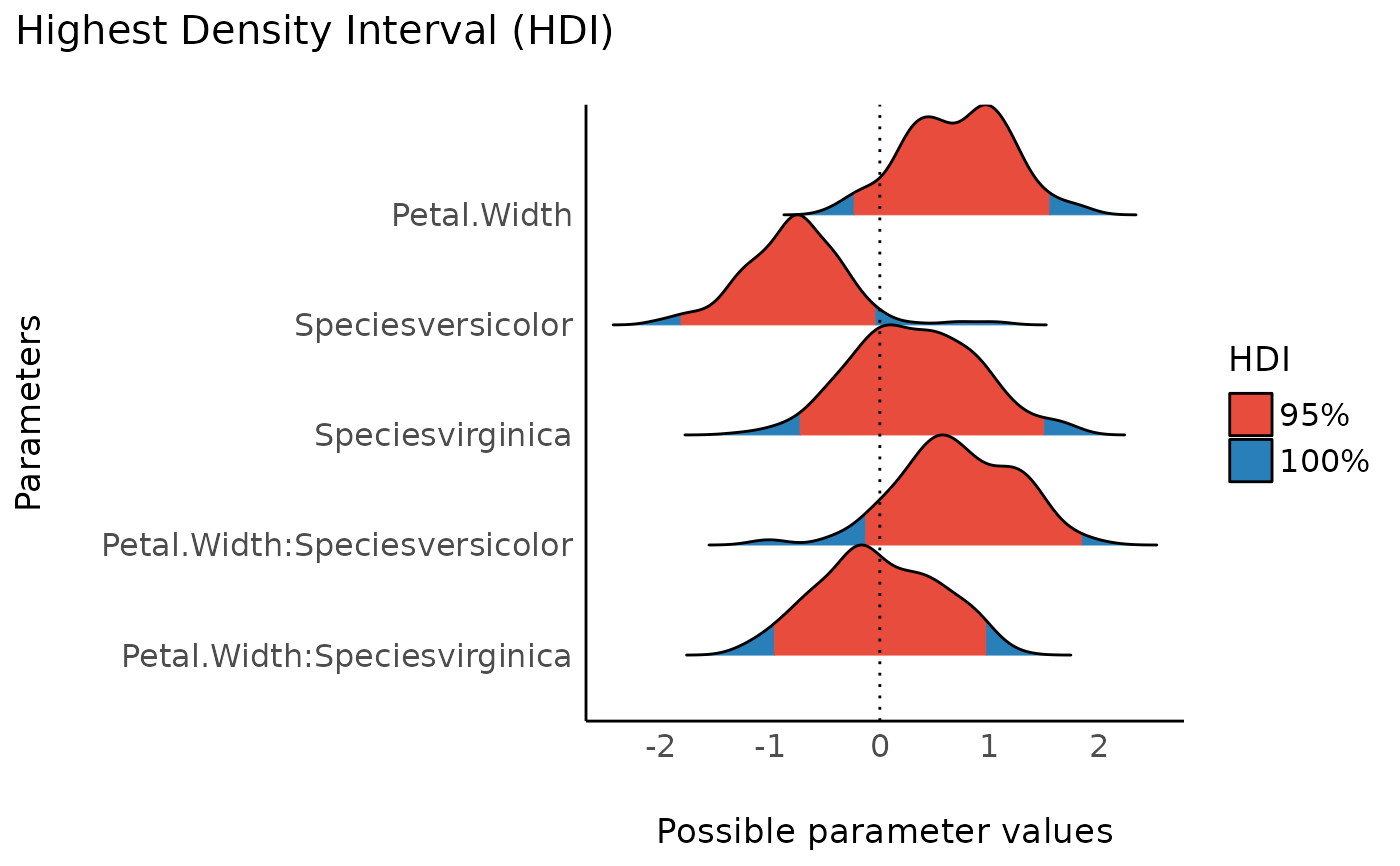 Highest Density Interval (HDI)
Parameters
Petal.Width
Speciesversicolor
Speciesvirginica
Petal.Width:Speciesversicolor
Petal.Width:Speciesvirginica
-2 -1 0 1 2
Possible parameter values
HDI
95%
100%